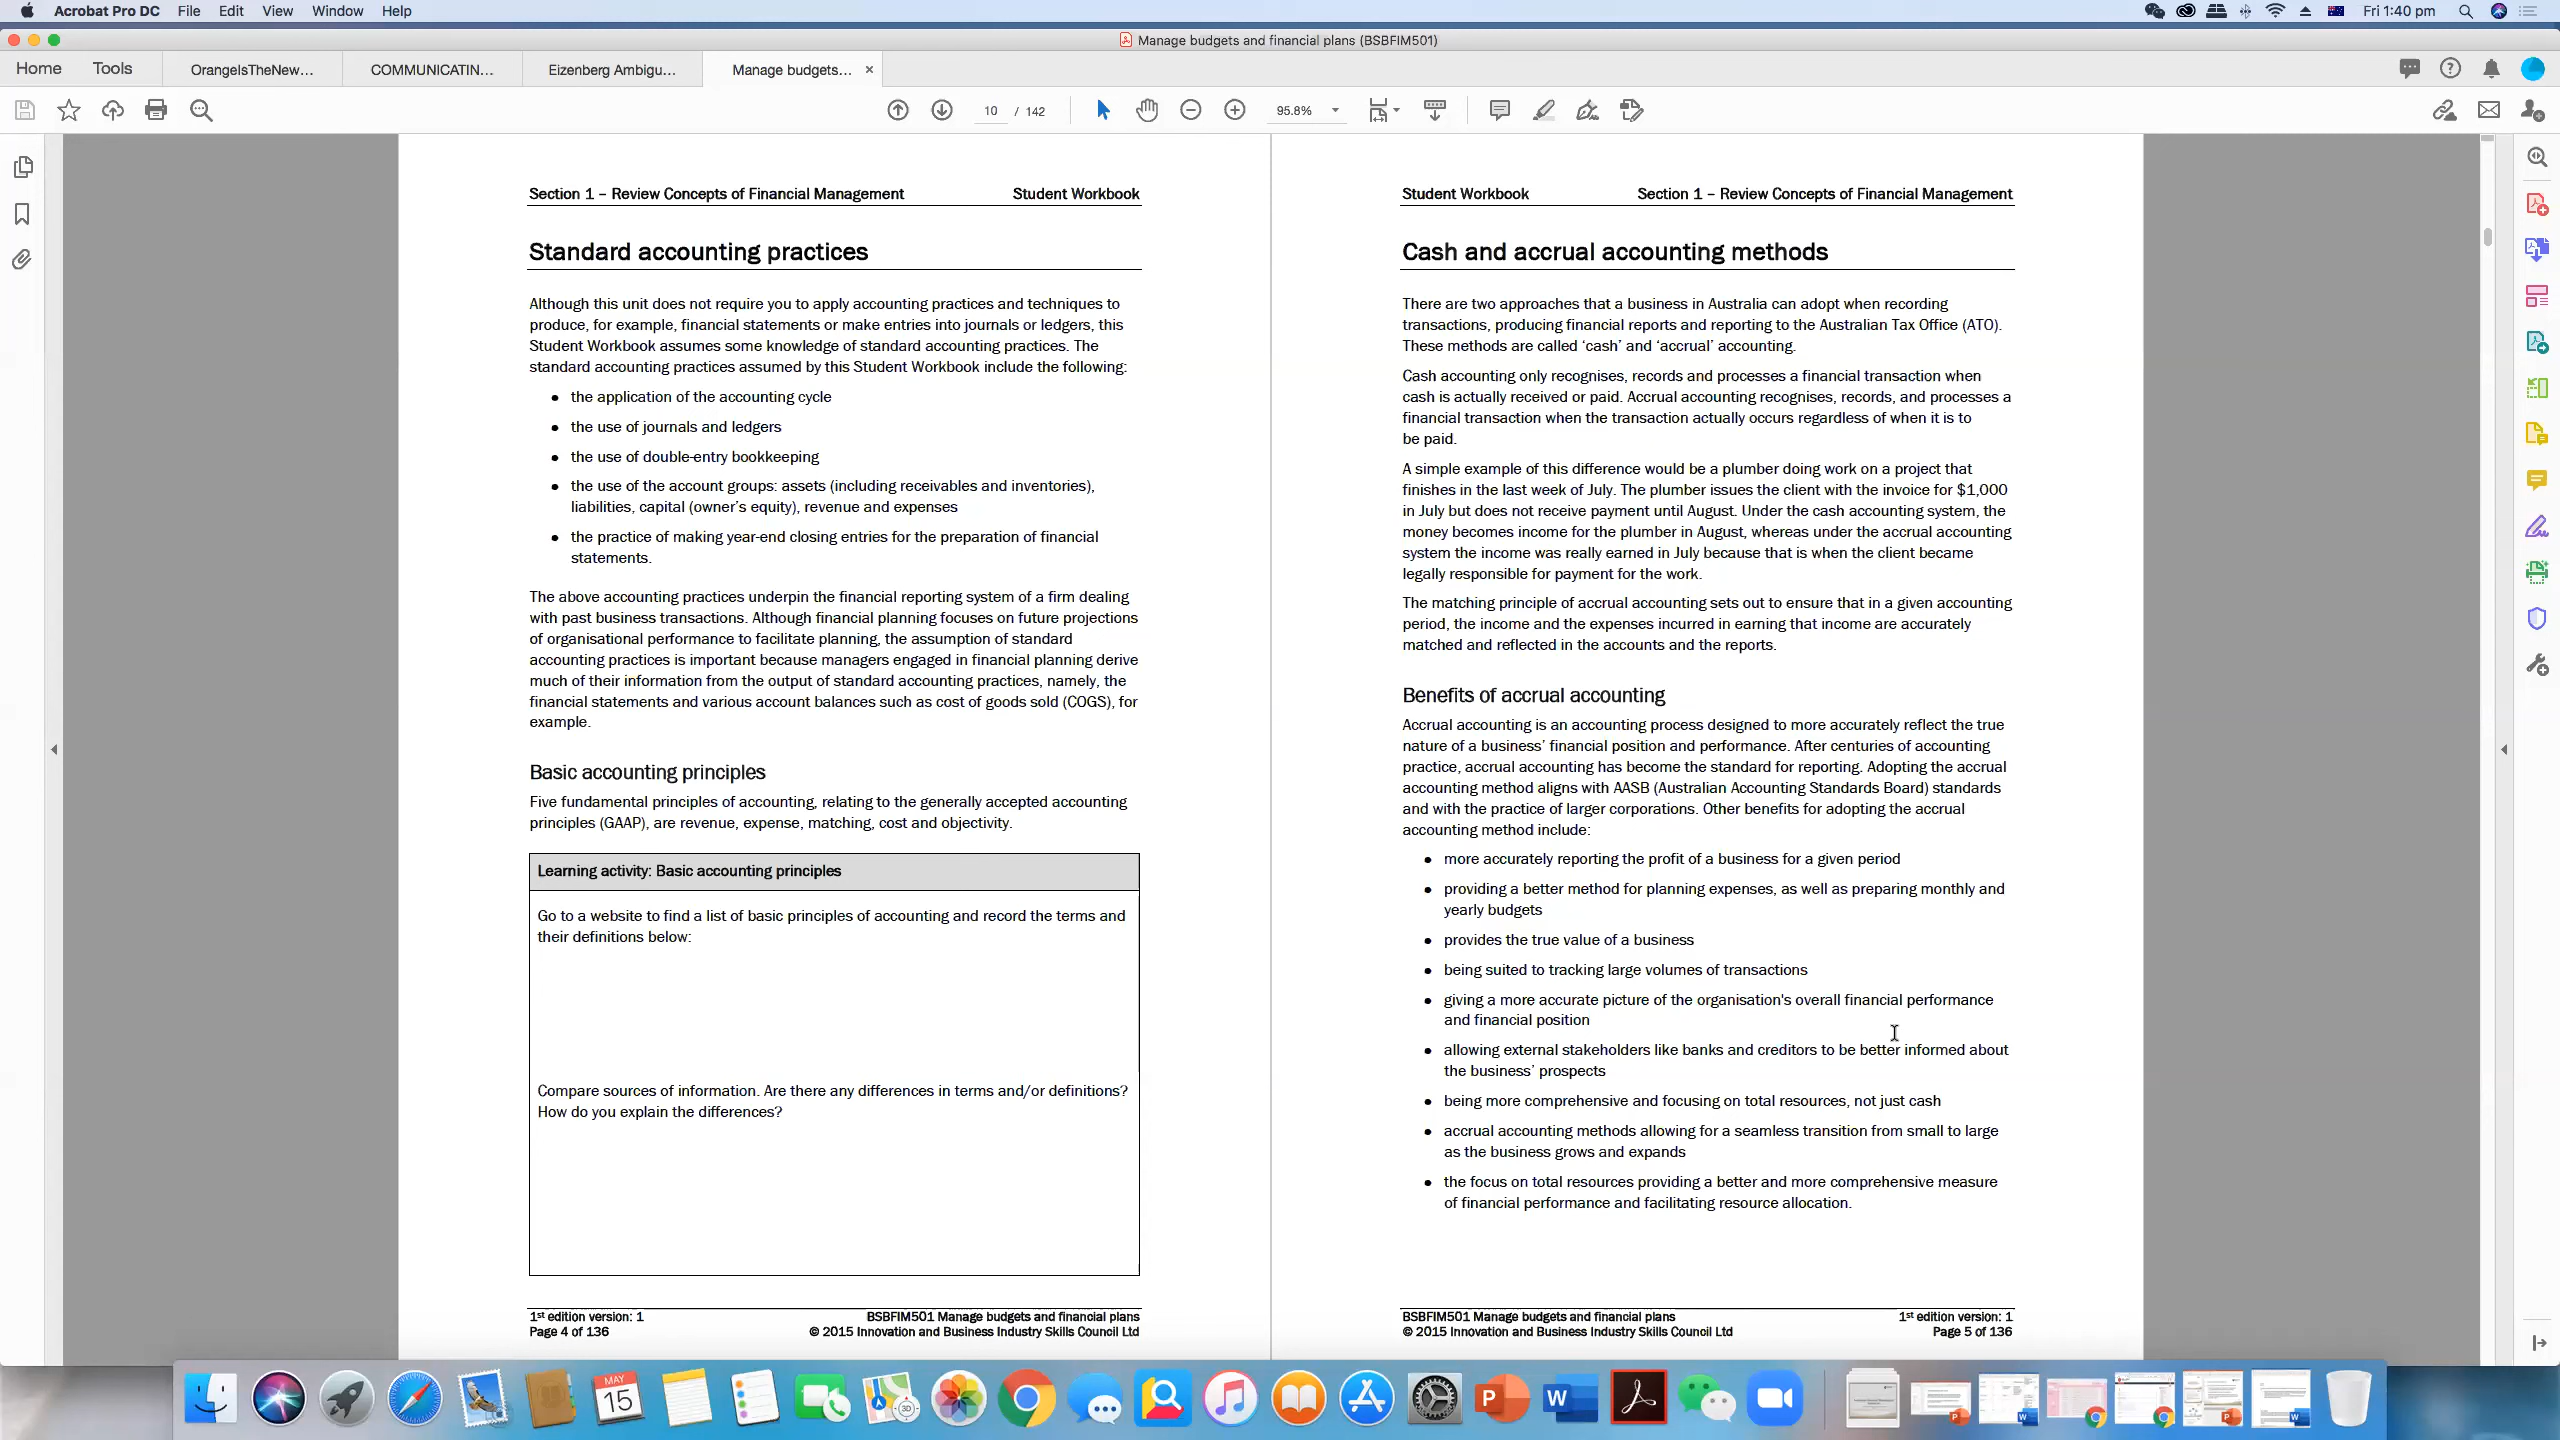 Acrobat Pro DC File Edit View Window Help
Fri 1:40 pm
Manage budgets and financial plans (BSBFIM501)
Home Tools OrangeIsTheNew... COMMUNICATIN... Eizenberg Ambigu... Manage budgets... ×
10 / 142
95.8%
Section 1 – Review Concepts of Financial Management Student Workbook
Standard accounting practices
Although this unit does not require you to apply accounting practices and techniques to
produce, for example, financial statements or make entries into journals or ledgers, this
Student Workbook assumes some knowledge of standard accounting practices. The
standard accounting practices assumed by this Student Workbook include the following:
• the application of the accounting cycle
• the use of journals and ledgers
• the use of double-entry bookkeeping
• the use of the account groups: assets (including receivables and inventories),
liabilities, capital (owner's equity), revenue and expenses
• the practice of making year-end closing entries for the preparation of financial
statements.
The above accounting practices underpin the financial reporting system of a firm dealing
with past business transactions. Although financial planning focuses on future projections
of organisational performance to facilitate planning, the assumption of standard
accounting practices is important because managers engaged in financial planning derive
much of their information from the output of standard accounting practices, namely, the
financial statements and various account balances such as cost of goods sold (COGS), for
example.
Basic accounting principles
Five fundamental principles of accounting, relating to the generally accepted accounting
principles (GAAP), are revenue, expense, matching, cost and objectivity.
Learning activity: Basic accounting principles
Go to a website to find a list of basic principles of accounting and record the terms and
their definitions below:
Compare sources of information. Are there any differences in terms and/or definitions?
How do you explain the differences?
1st edition version: 1 BSBFIM501 Manage budgets and financial plans
Page 4 of 136 © 2015 Innovation and Business Industry Skills Council Ltd
Student Workbook Section 1 – Review Concepts of Financial Management
Cash and accrual accounting methods
There are two approaches that a business in Australia can adopt when recording
transactions, producing financial reports and reporting to the Australian Tax Office (ATO).
These methods are called ‘cash’ and ‘accrual’ accounting.
Cash accounting only recognises, records and processes a financial transaction when
cash is actually received or paid. Accrual accounting recognises, records, and processes a
financial transaction when the transaction actually occurs regardless of when it is to
be paid.
A simple example of this difference would be a plumber doing work on a project that
finishes in the last week of July. The plumber issues the client with the invoice for $1,000
in July but does not receive payment until August. Under the cash accounting system, the
money becomes income for the plumber in August, whereas under the accrual accounting
system the income was really earned in July because that is when the client became
legally responsible for payment for the work.
The matching principle of accrual accounting sets out to ensure that in a given accounting
period, the income and the expenses incurred in earning that income are accurately
matched and reflected in the accounts and the reports.
Benefits of accrual accounting
Accrual accounting is an accounting process designed to more accurately reflect the true
nature of a business’ financial position and performance. After centuries of accounting
practice, accrual accounting has become the standard for reporting. Adopting the accrual
accounting method aligns with AASB (Australian Accounting Standards Board) standards
and with the practice of larger corporations. Other benefits for adopting the accrual
accounting method include:
• more accurately reporting the profit of a business for a given period
• providing a better method for planning expenses, as well as preparing monthly and
yearly budgets
• provides the true value of a business
• being suited to tracking large volumes of transactions
• giving a more accurate picture of the organisation's overall financial performance
and financial position
• allowing external stakeholders like banks and creditors to be better informed about
the business’ prospects
• being more comprehensive and focusing on total resources, not just cash
• accrual accounting methods allowing for a seamless transition from small to large
as the business grows and expands
• the focus on total resources providing a better and more comprehensive measure
of financial performance and facilitating resource allocation.
BSBFIM501 Manage budgets and financial plans 1st edition version: 1
© 2015 Innovation and Business Industry Skills Council Ltd Page 5 of 136
MAY
15
3D
P
W